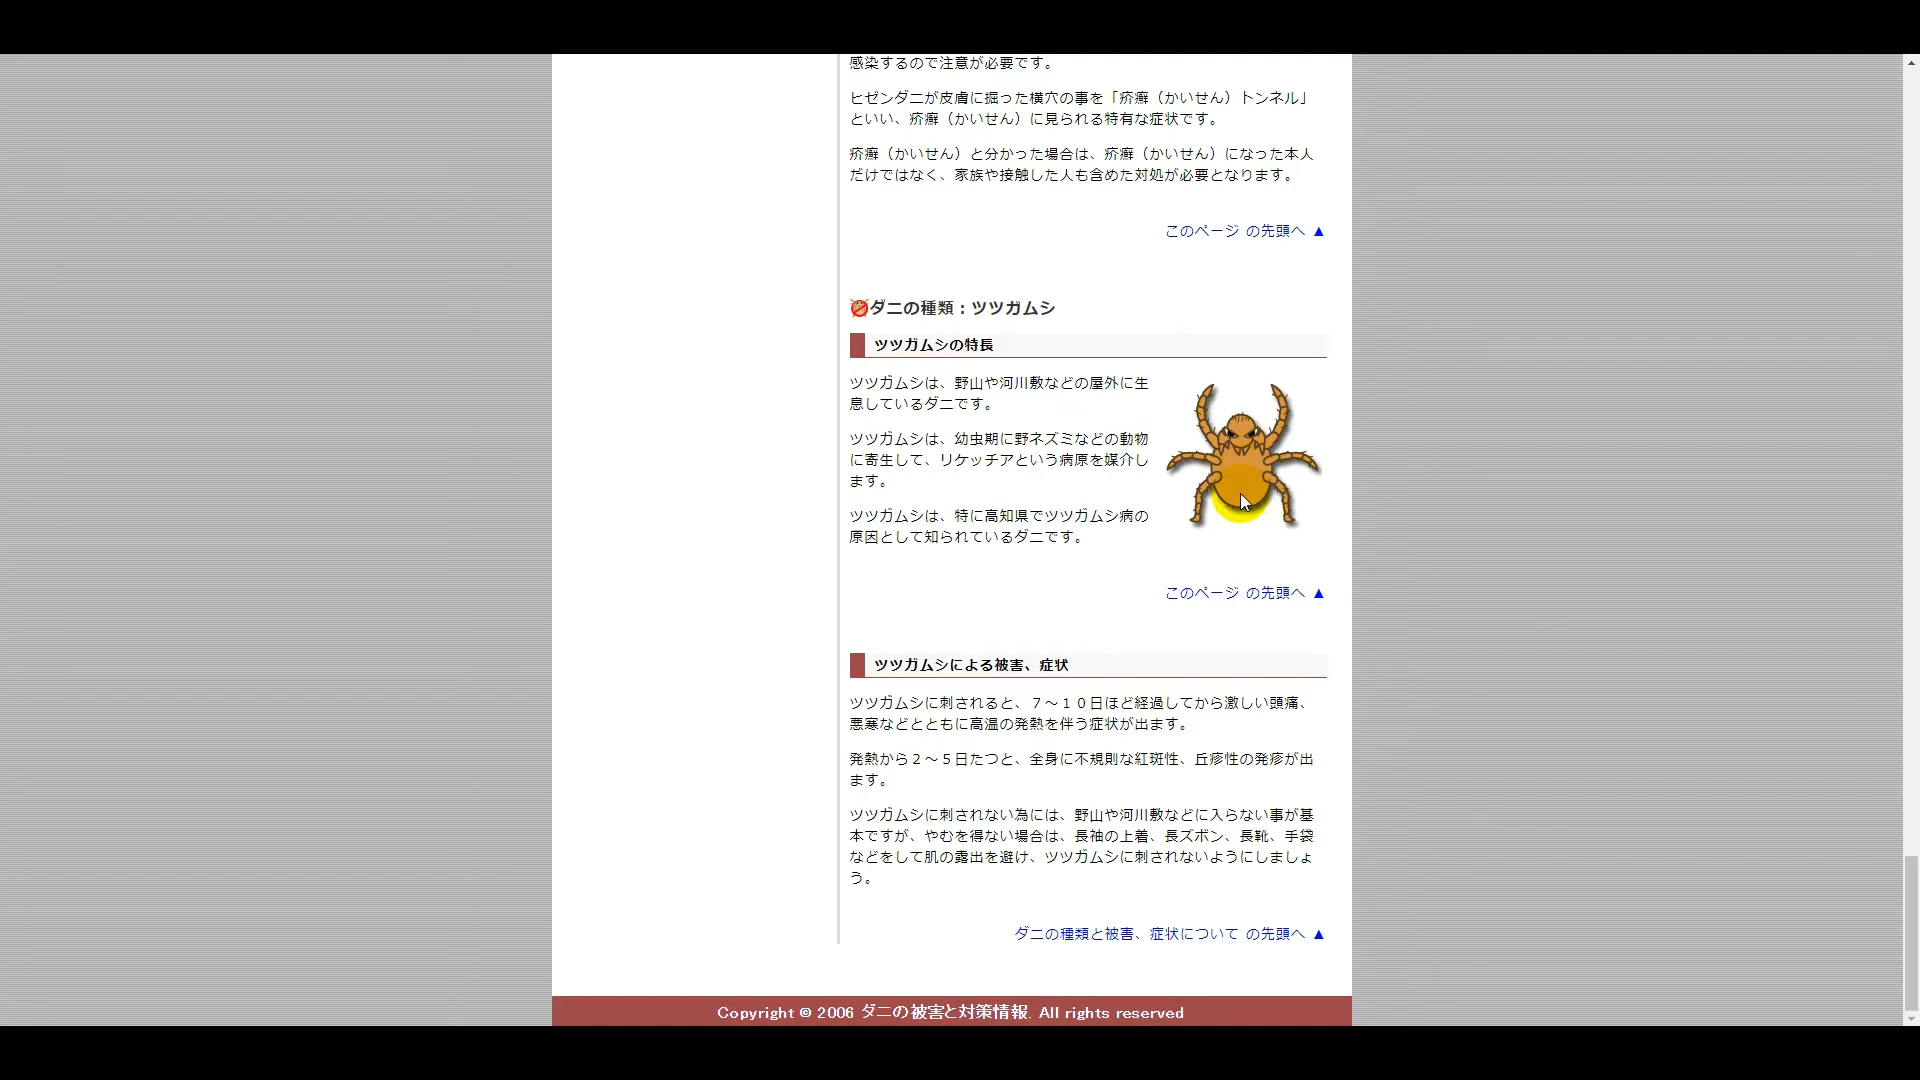 感染するので注意が必要です。
ヒゼンダニが皮膚に掘った横穴の事を「疥癬（かいせん）トンネル」
といい、疥癬（かいせん）に見られる特有な症状です。
疥癬（かいせん）と分かった場合は、疥癬（かいせん）になった本人
だけではなく、家族や接触した人も含めた対処が必要となります。
このページ の先頭へ ▲
ダニの種類：ツツガムシ
ツツガムシの特長
ツツガムシは、野山や河川敷などの屋外に生
息しているダニです。
ツツガムシは、幼虫期に野ネズミなどの動物
に寄生して、リケッチアという病原を媒介し
ます。
ツツガムシは、特に高知県でツツガムシ病の
原因として知られているダニです。
このページ の先頭へ ▲
ツツガムシによる被害、症状
ツツガムシに刺されると、７～１０日ほど経過してから激しい頭痛、
悪寒などとともに高温の発熱を伴う症状が出ます。
発熱から２～５日たつと、全身に不規則な紅斑性、丘疹性の発疹が出
ます。
ツツガムシに刺されない為には、野山や河川敷などに入らない事が基
本ですが、やむを得ない場合は、長袖の上着、長ズボン、長靴、手袋
などをして肌の露出を避け、ツツガムシに刺されないようにしましょ
う。
ダニの種類と被害、症状について の先頭へ ▲
Copyright © 2006 ダニの被害と対策情報. All rights reserved